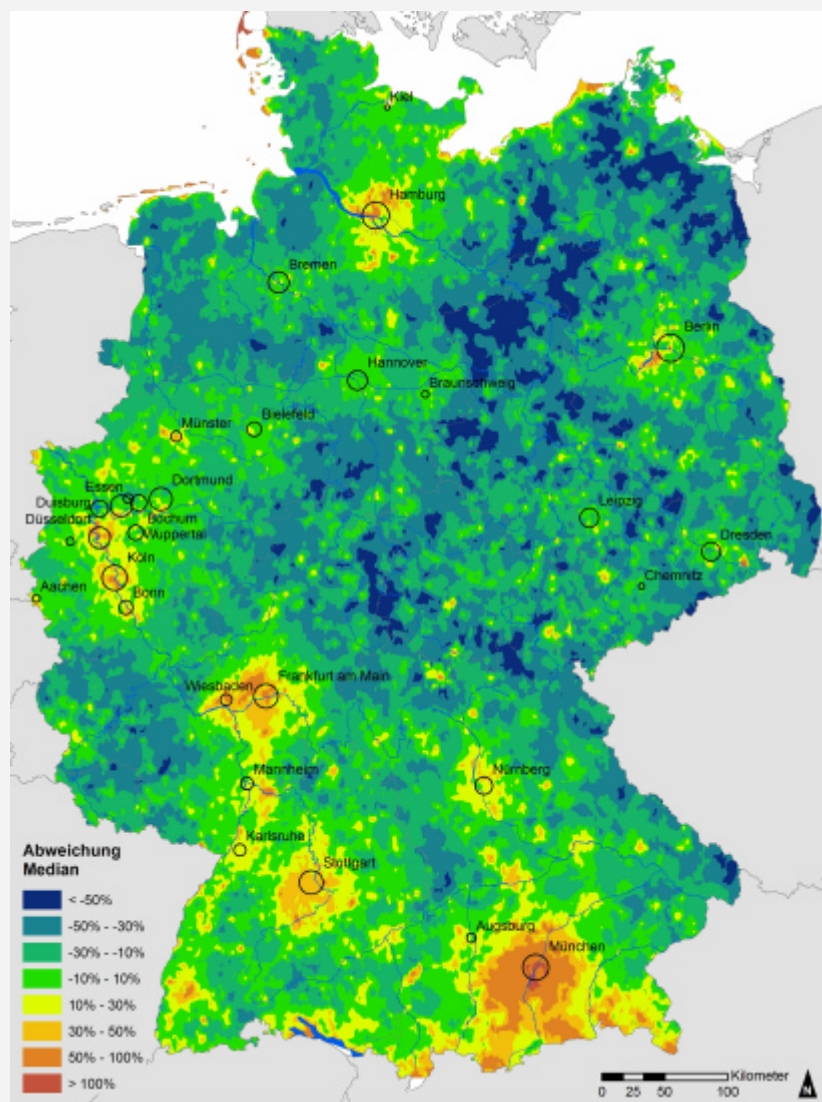 Kiel
Hamburg
Bremen
Berlin
Hannover
Braunschweig
Münster
Bielefeld
Essen
Dortmund
Duisburg
Bochum
Düsseldorf
Wuppertal
Leipzig
Dresden
Köln
Chemnitz
Aachen
Bonn
Wiesbaden
Frankfurt am Main
Mannheim
Nürnberg
Karlsruhe
Stuttgart
Augsburg
München
Abweichung
Median
< -50%
-50% - -30%
-30% - -10%
-10% - 10%
10% - 30%
30% - 50%
50% - 100%
> 100%
Kilometer
0 25 50 100
N